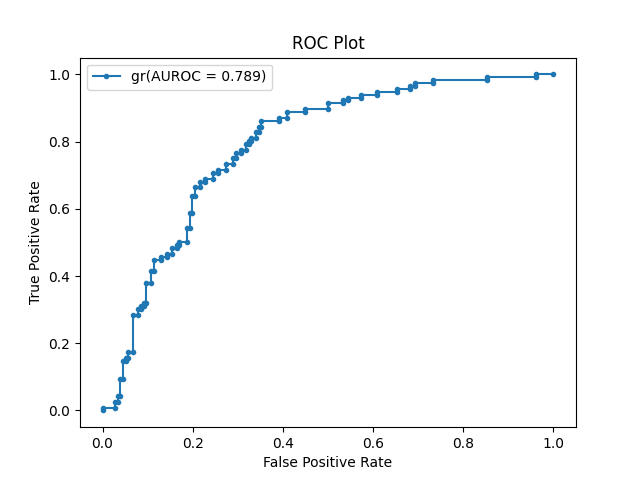 ROC Plot
gr(AUROC = 0.789)
1.0
0.8
0.6
0.4
0.2
0.0
True Positive Rate
0.0 0.2 0.4 0.6 0.8 1.0
False Positive Rate